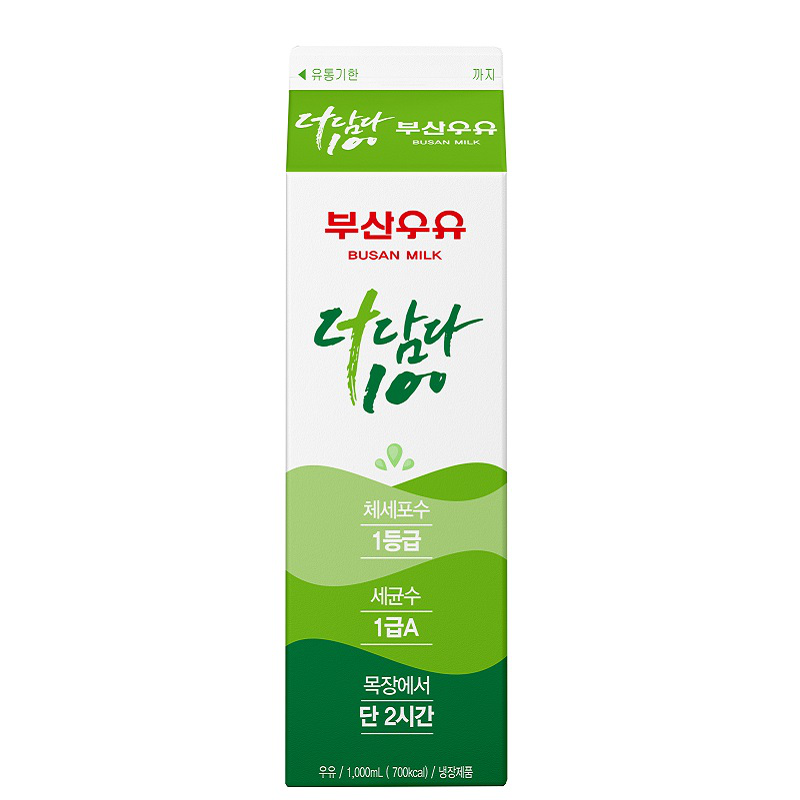 ◀ 유통기한 까지
더담다 100 부산우유
BUSAN MILK
부산우유
BUSAN MILK
더담다
100
체세포수
1등급
세균수
1급A
목장에서
단 2시간
우유 / 1,000mL ( 700kcal) / 냉장제품